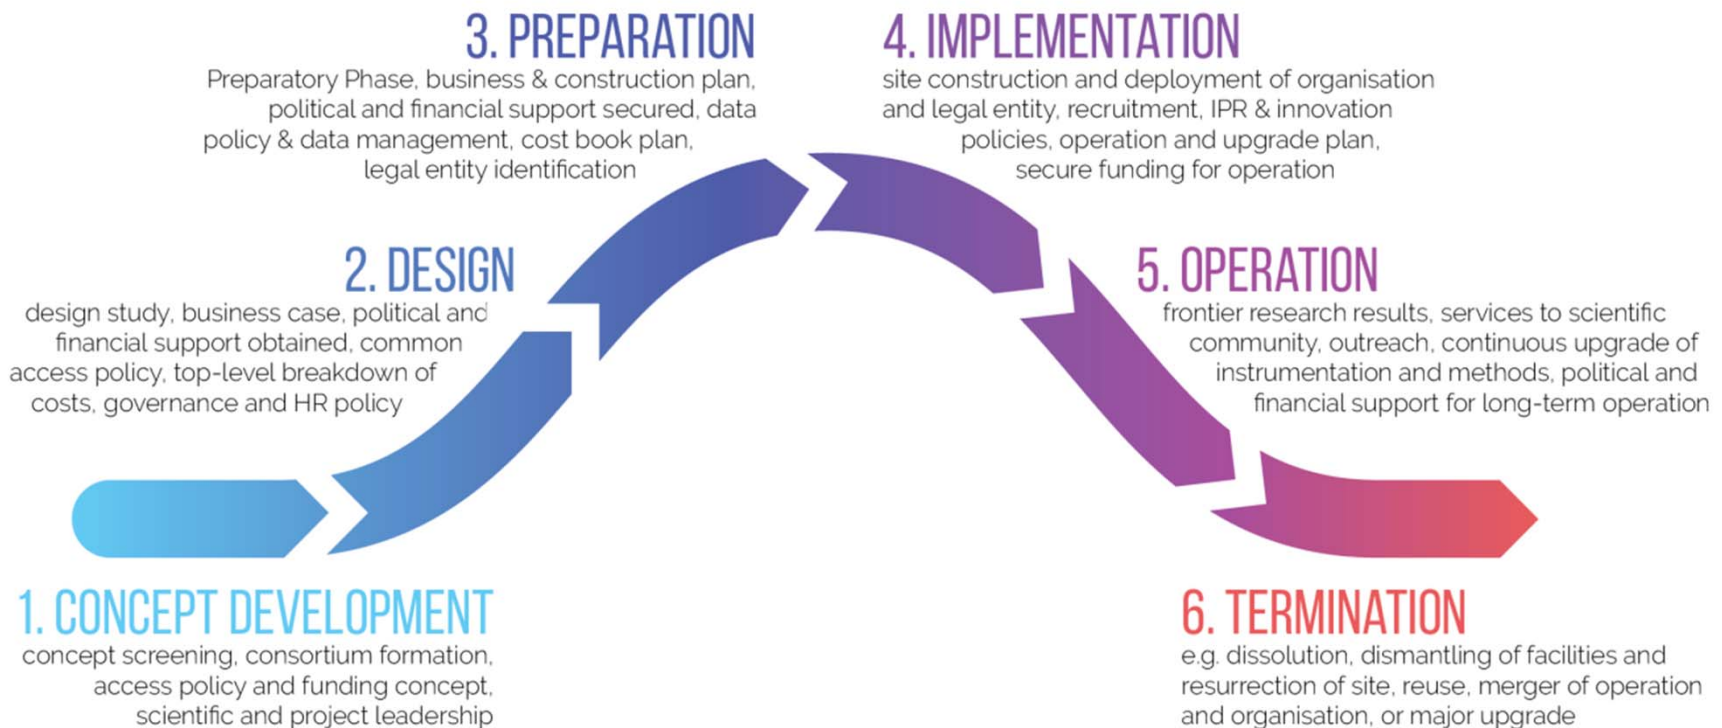 3. PREPARATION
Preparatory Phase, business & construction plan,
political and financial support secured, data
policy & data management, cost book plan,
legal entity identification
4. IMPLEMENTATION
site construction and deployment of organisation
and legal entity, recruitment, IPR & innovation
policies, operation and upgrade plan,
secure funding for operation
2. DESIGN
design study, business case, political and
financial support obtained, common
access policy, top-level breakdown of
costs, governance and HR policy
5. OPERATION
frontier research results, services to scientific
community, outreach, continuous upgrade of
instrumentation and methods, political and
financial support for long-term operation
1. CONCEPT DEVELOPMENT
concept screening, consortium formation,
access policy and funding concept,
scientific and project leadership
6. TERMINATION
e.g. dissolution, dismantling of facilities and
resurrection of site, reuse, merger of operation
and organisation, or major upgrade